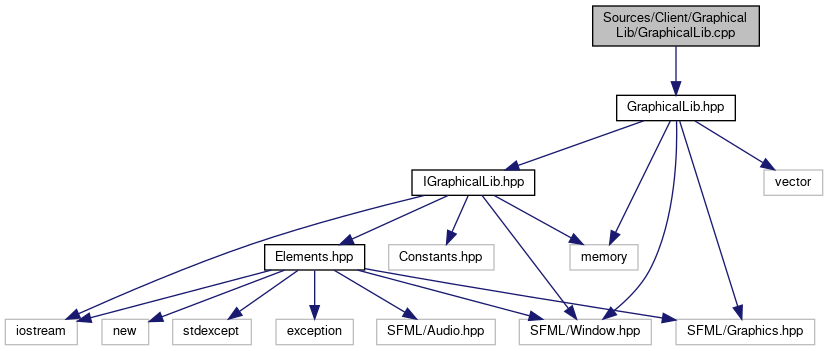 Sources/Client/Graphical
Lib/GraphicalLib.cpp
GraphicalLib.hpp
IGraphicalLib.hpp
vector
Elements.hpp
Constants.hpp
memory
iostream
new
stdexcept
exception
SFML/Audio.hpp
SFML/Window.hpp
SFML/Graphics.hpp